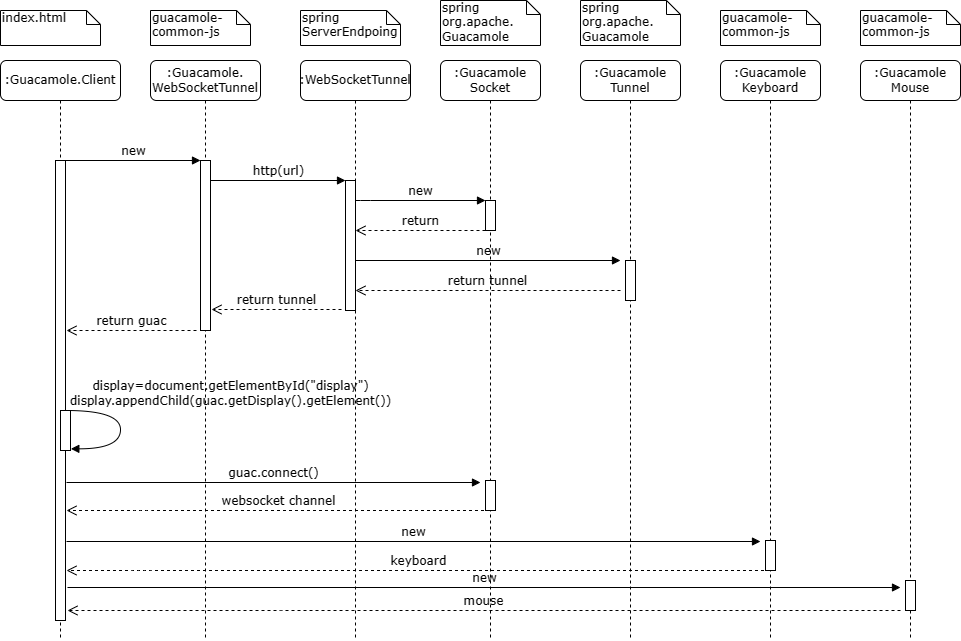 index.html
guacamole-
common-js
spring
ServerEndpoing
spring
org.apache.
Guacamole
spring
org.apache.
Guacamole
guacamole-
common-js
guacamole-
common-js
:Guacamole.Client
:Guacamole.
WebSocketTunnel
:WebSocketTunnel
:Guacamole
Socket
:Guacamole
Tunnel
:Guacamole
Keyboard
:Guacamole
Mouse
new
http(url)
new
return
new
return tunnel
return tunnel
return guac
display=document.getElementById("display")
display.appendChild(guac.getDisplay().getElement())
guac.connect()
websocket channel
new
keyboard
new
mouse